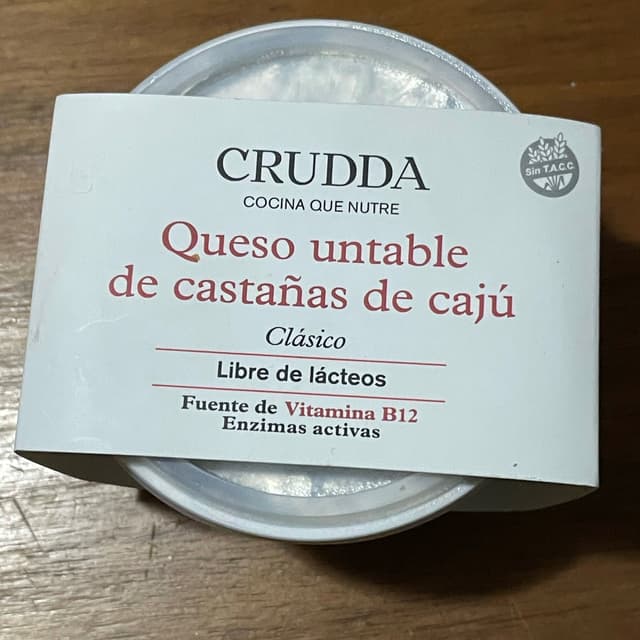 CRUDDA
COCINA QUE NUTRE
Sin T.A.C.C.
Queso untable
de castañas de cajú
Clásico
Libre de lácteos
Fuente de Vitamina B12
Enzimas activas